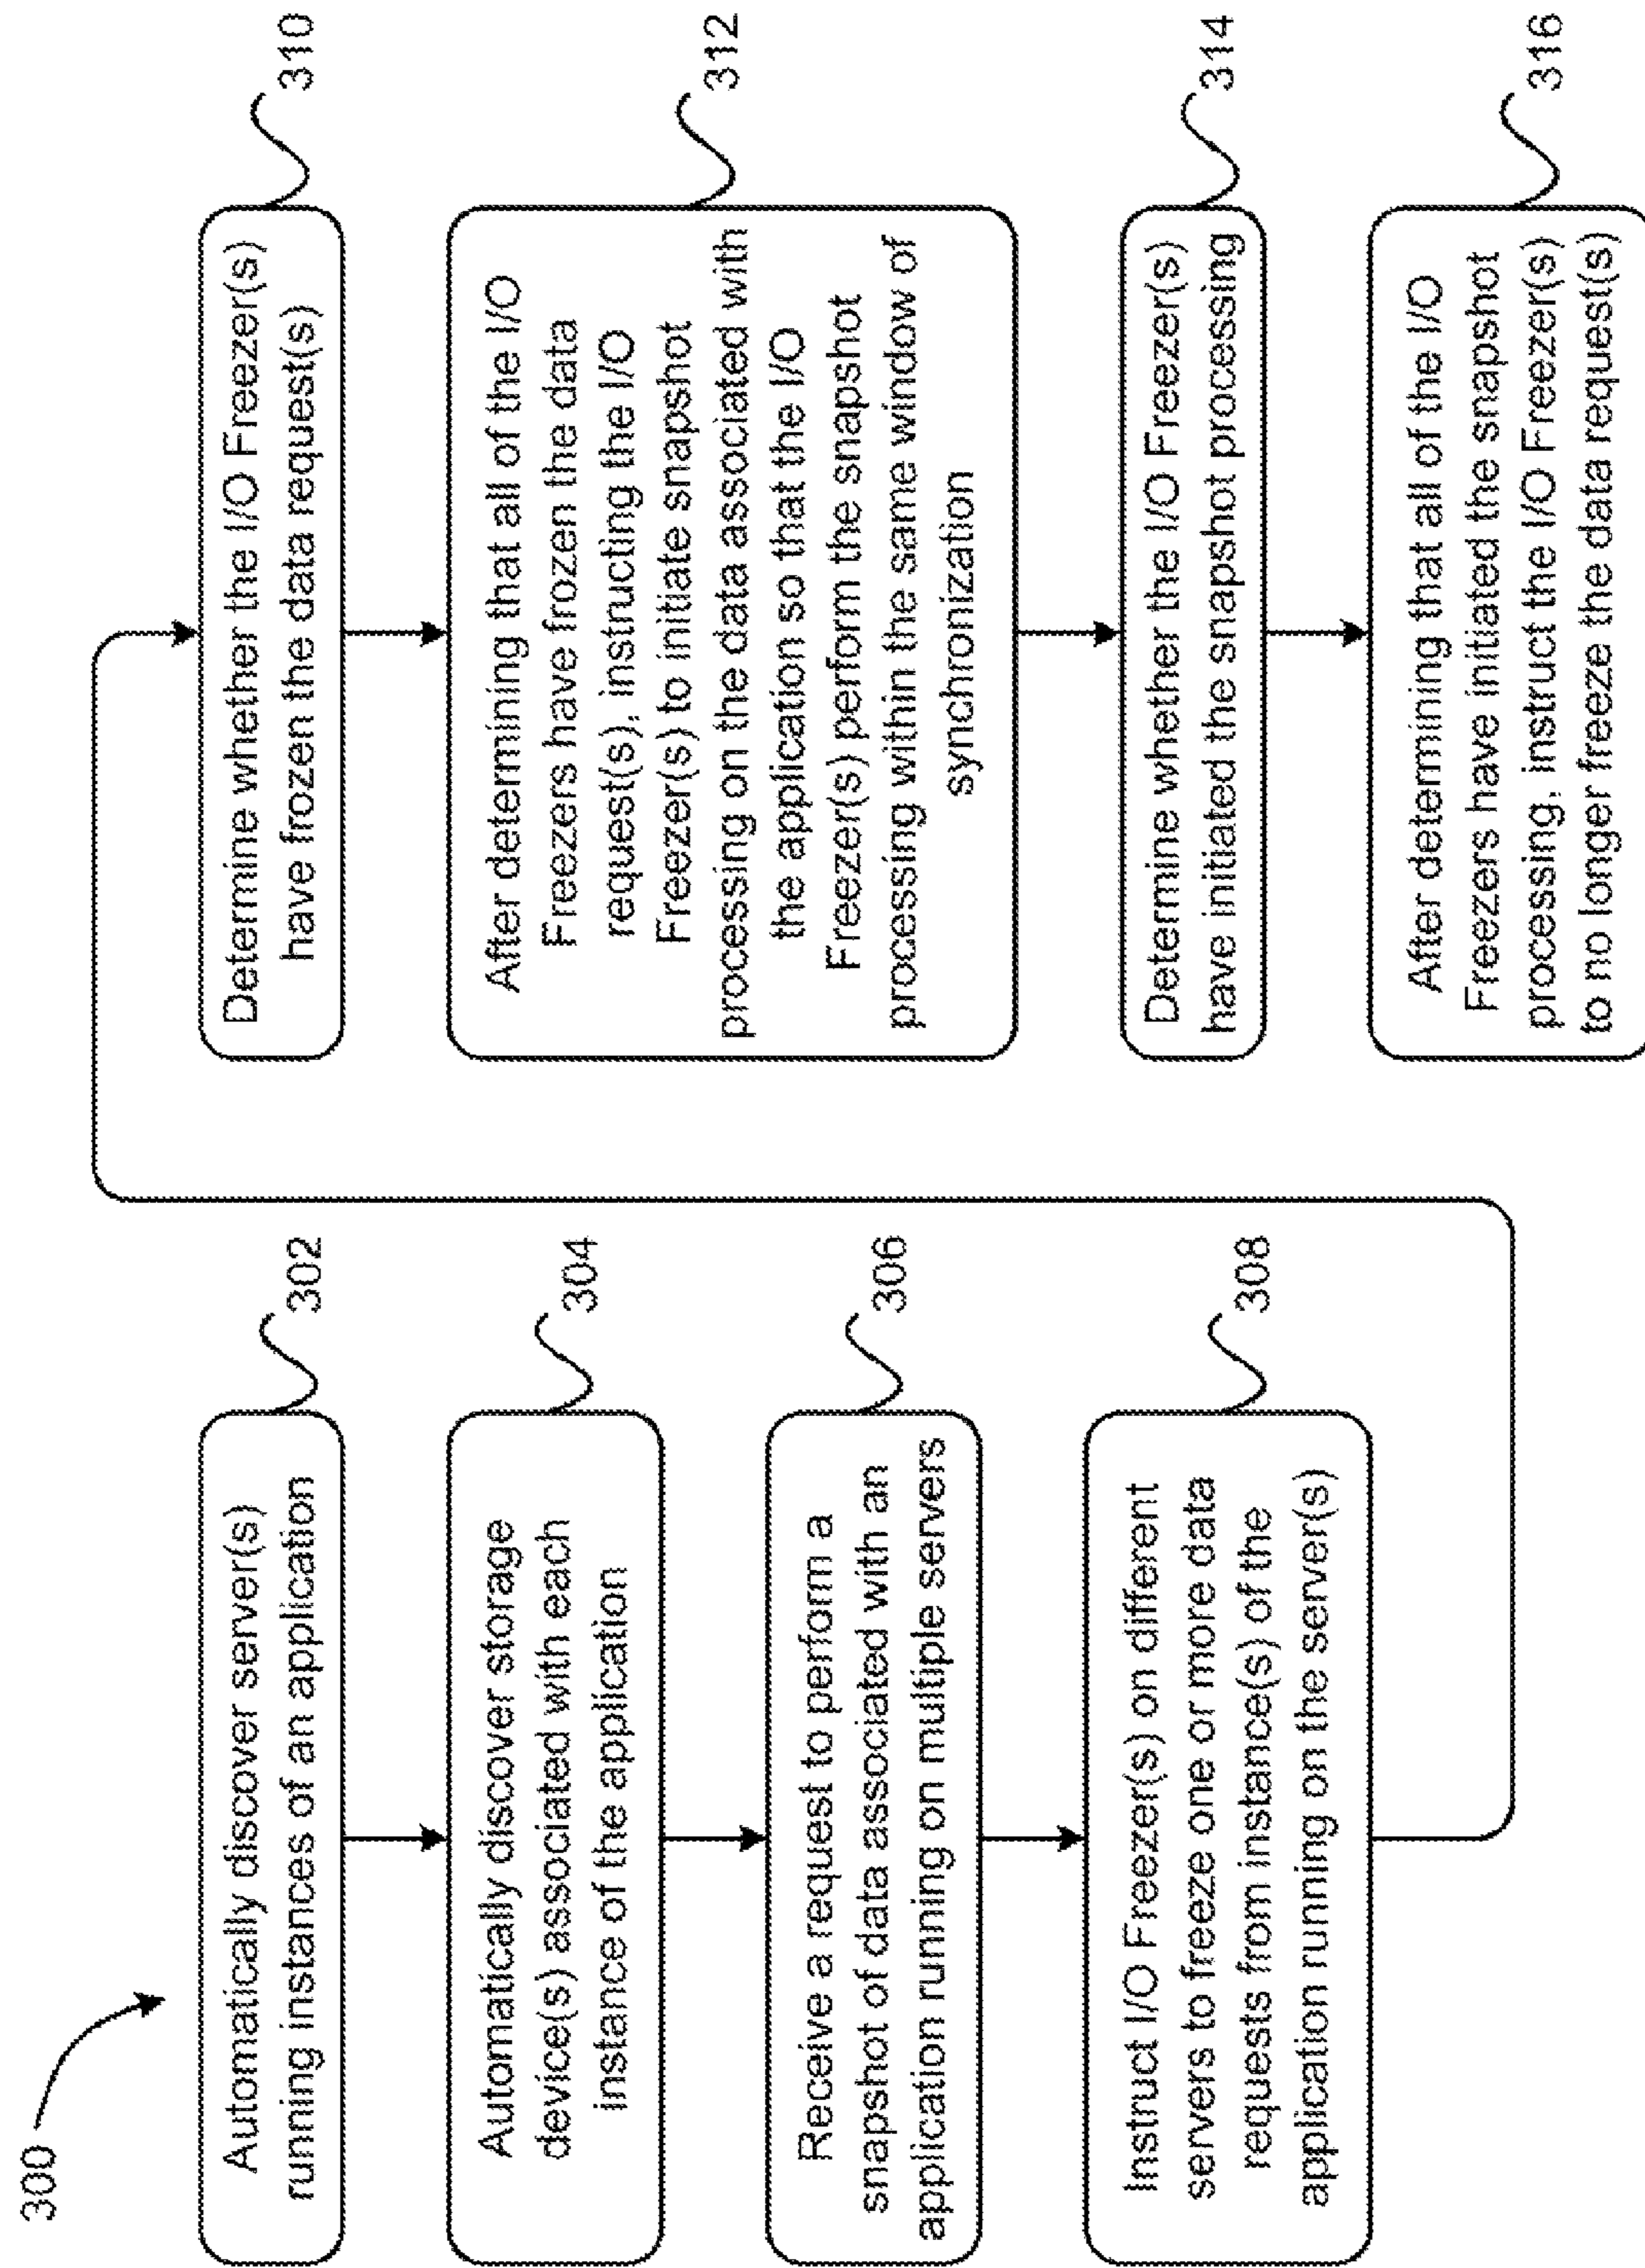 300
Automatically discover server(s)
running instances of an application
302
Automatically discover storage
device(s) associated with each
instance of the application
304
Receive a request to perform a
snapshot of data associated with an
application running on multiple servers
306
Instruct I/O Freezer(s) on different
servers to freeze one or more data
requests from instance(s) of the
application running on the server(s)
308
Determine whether the I/O Freezer(s)
have frozen the data request(s)
310
After determining that all of the I/O
Freezers have frozen the data
request(s), instructing the I/O
Freezer(s) to initiate snapshot
processing on the data associated with
the application so that the I/O
Freezer(s) perform the snapshot
processing within the same window of
synchronization
312
Determine whether the I/O Freezer(s)
have initiated the snapshot processing
314
After determining that all of the I/O
Freezers have initiated the snapshot
processing, instruct the I/O Freezer(s)
to no longer freeze the data request(s)
316